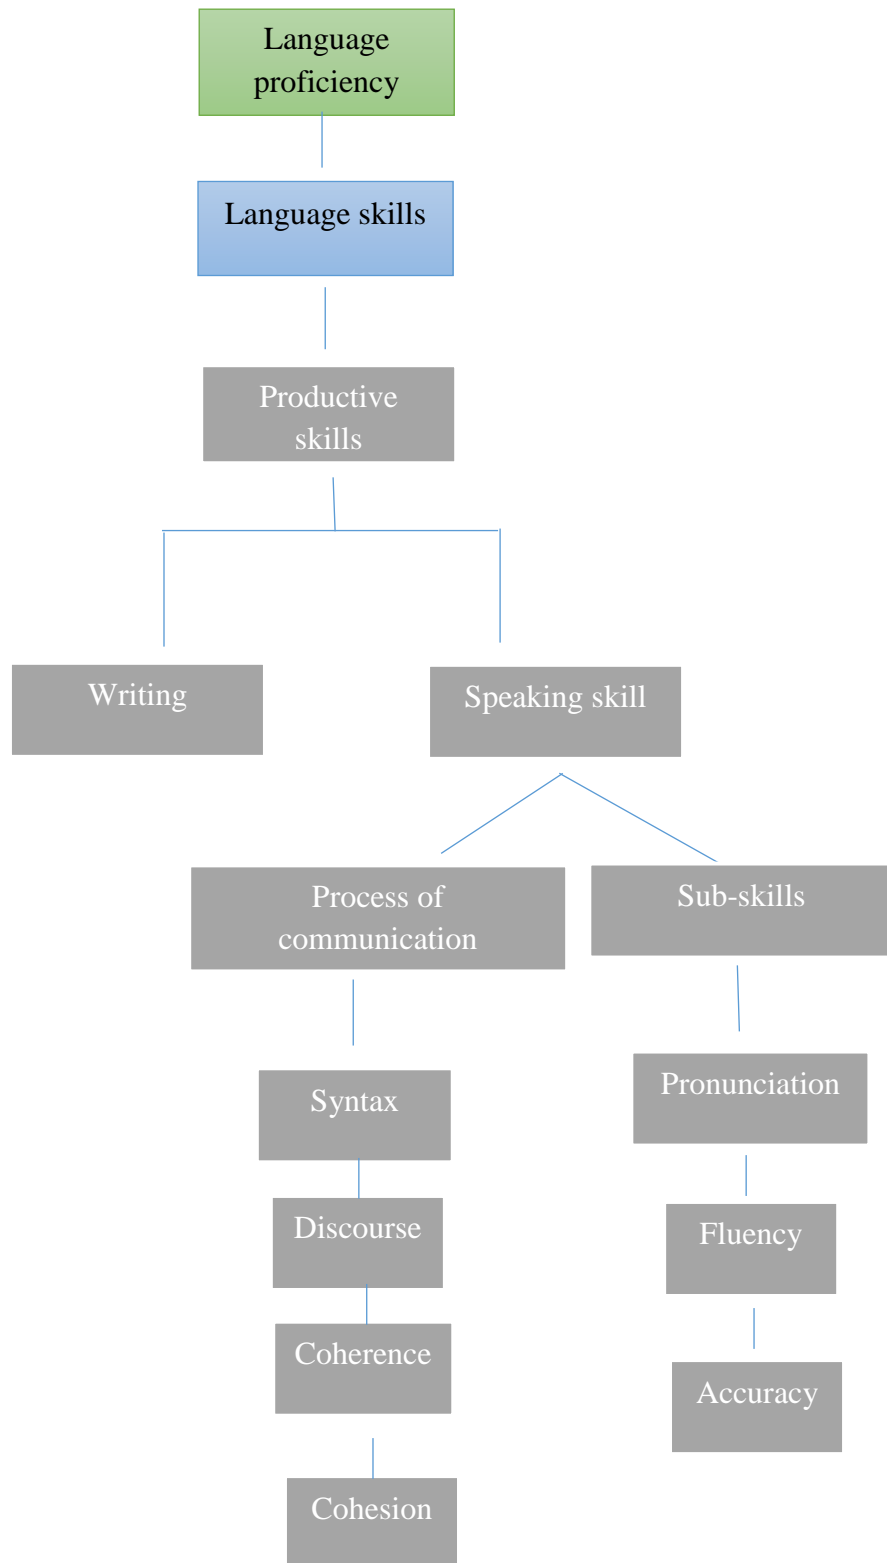 Language
proficiency
Language skills
Productive
skills
Writing
Speaking skill
Process of
communication
Sub-skills
Syntax
Pronunciation
Discourse
Fluency
Coherence
Accuracy
Cohesion